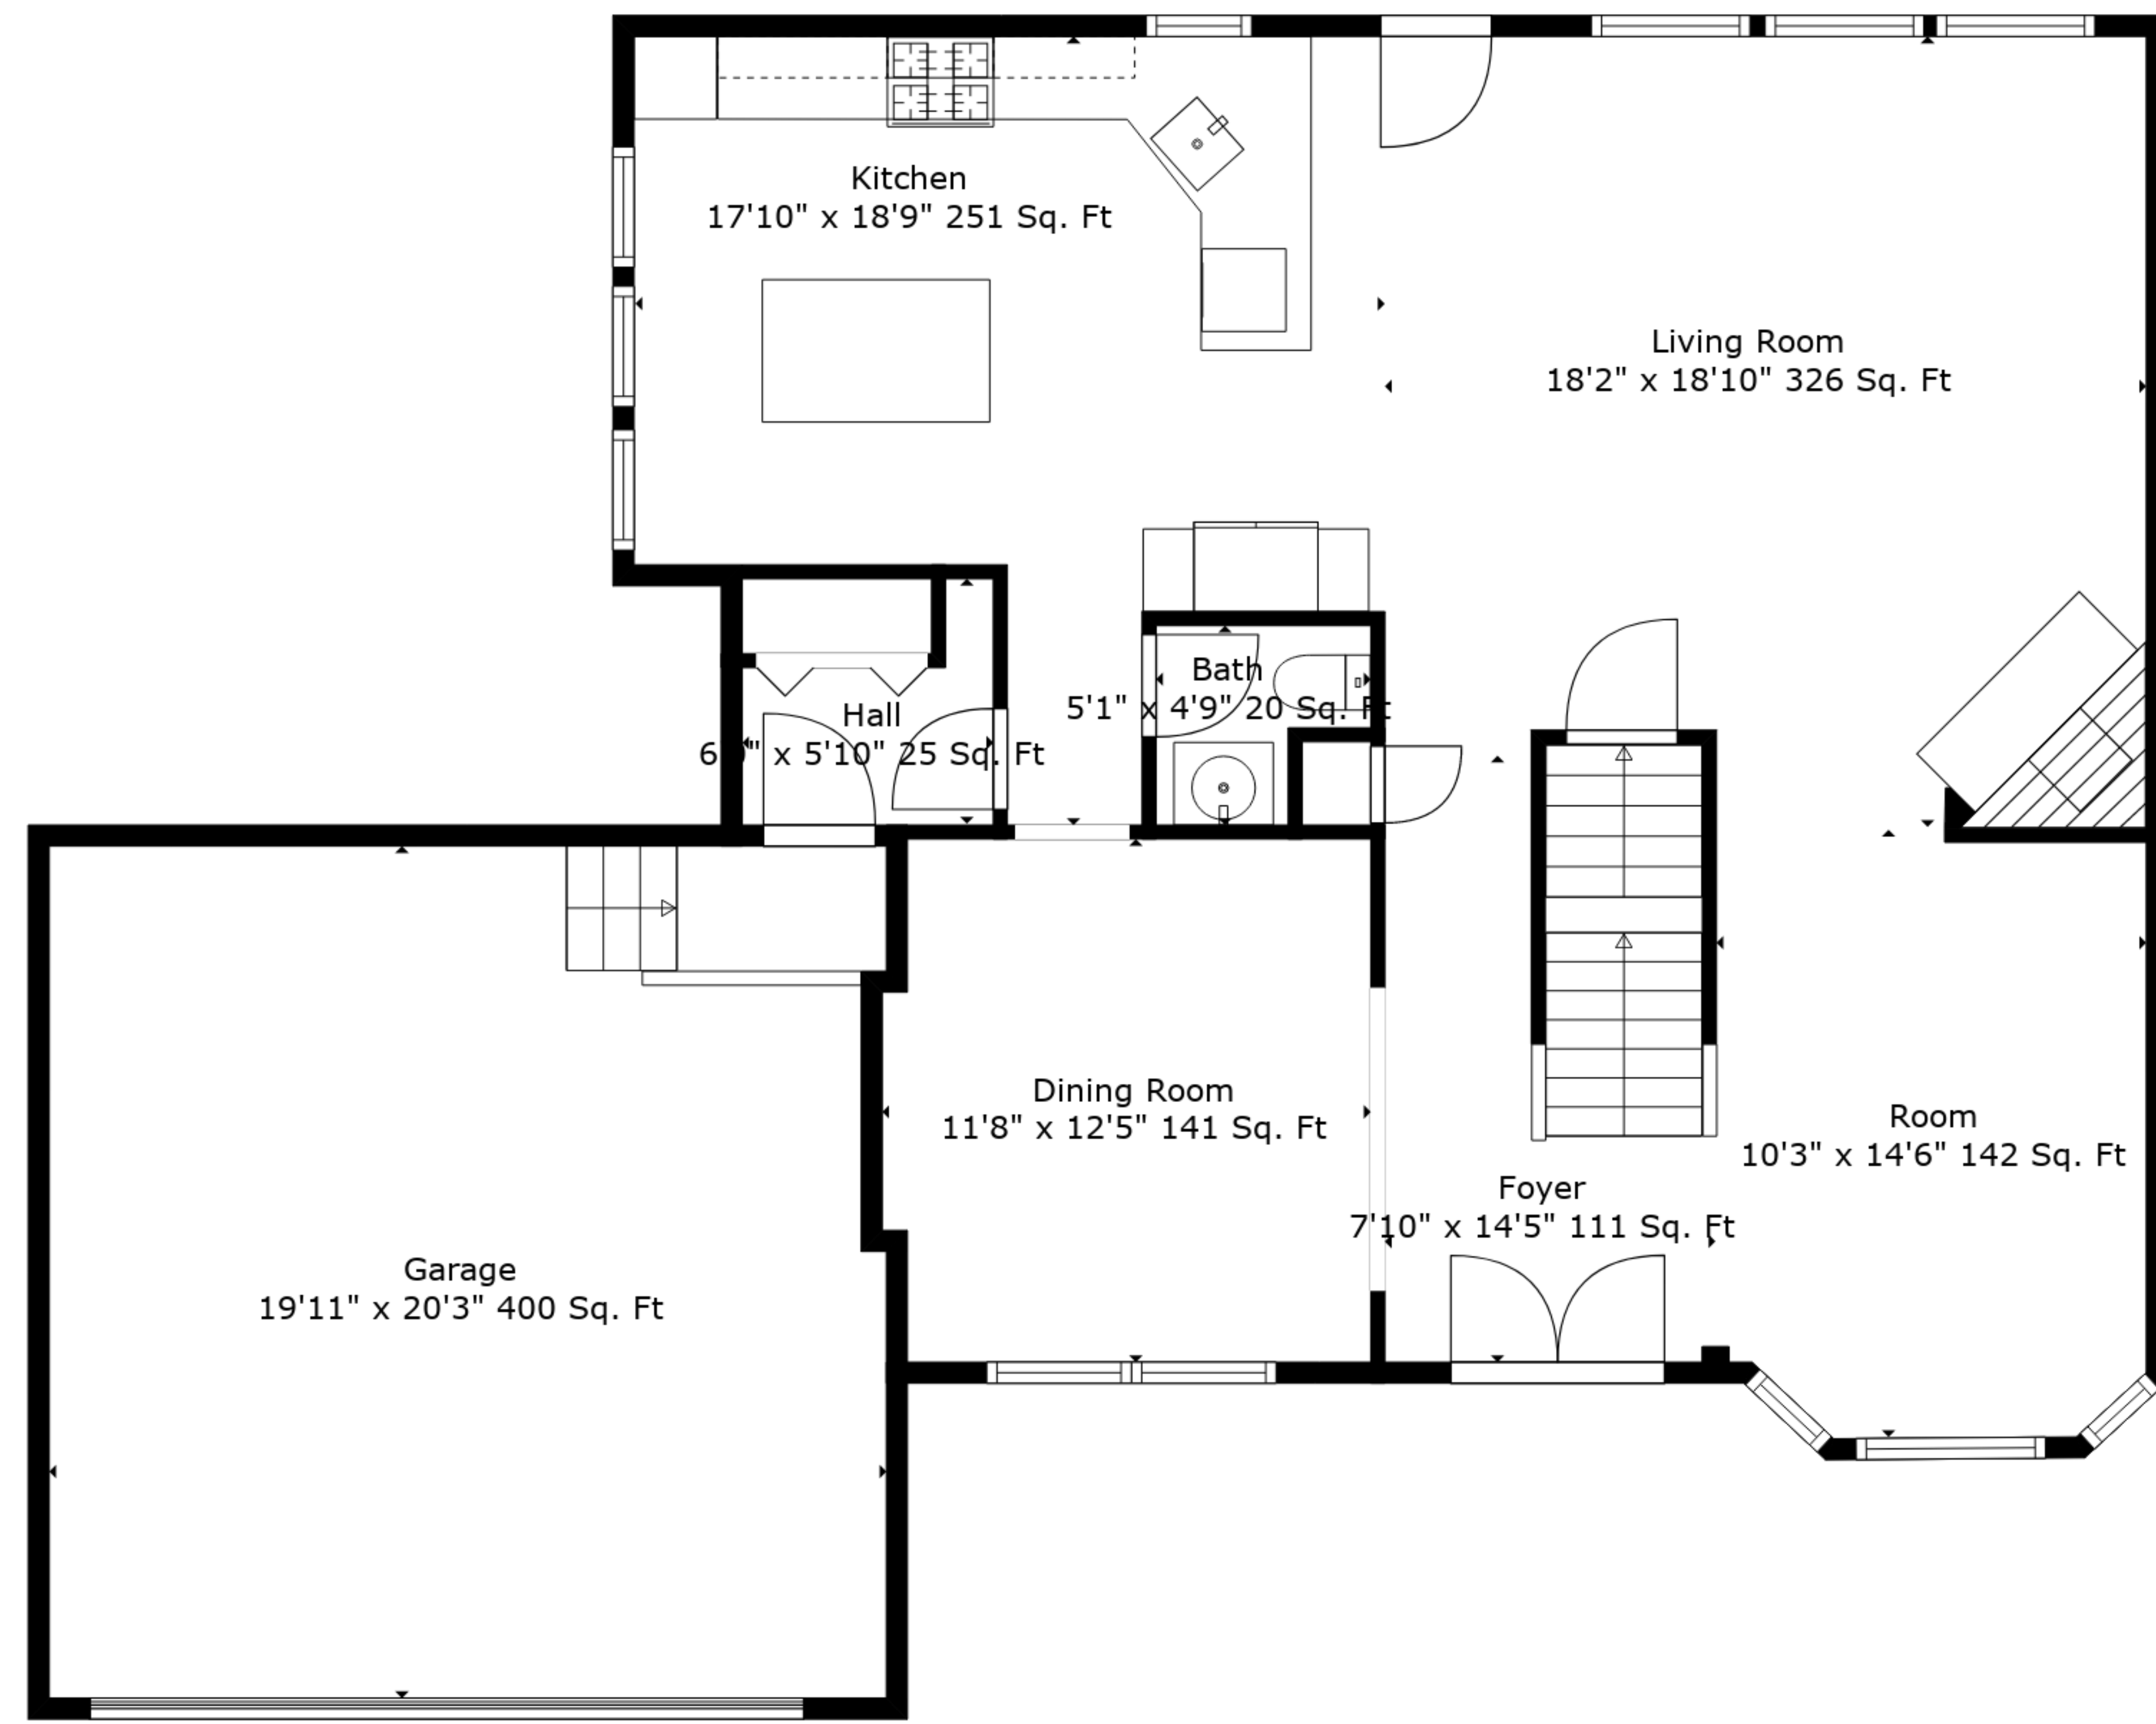 Kitchen
17'10" x 18'9" 251 Sq. Ft
Living Room
18'2" x 18'10" 326 Sq. Ft
Bath
5'1" x 4'9" 20 Sq. Ft
Hall
x 5'10" 25 Sq. Ft
Dining Room
11'8" x 12'5" 141 Sq. Ft
Room
10'3" x 14'6" 142 Sq. Ft
Foyer
7'10" x 14'5" 111 Sq. Ft
Garage
19'11" x 20'3" 400 Sq. Ft